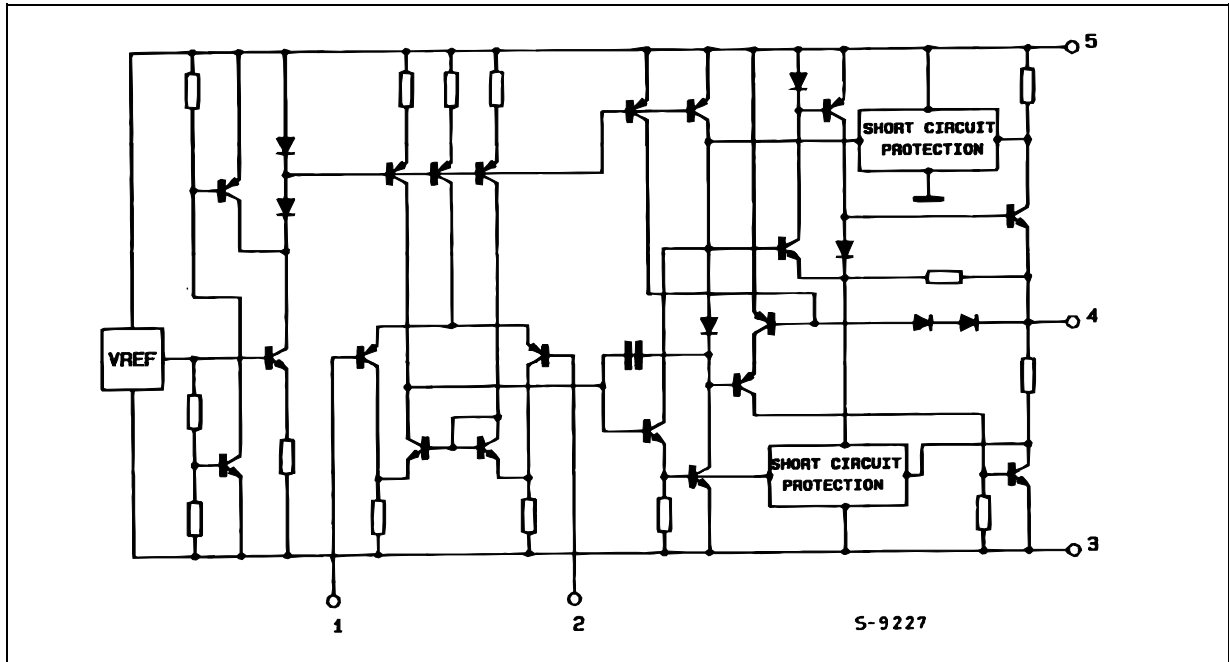 5
SHORT CIRCUIT
PROTECTION
4
VREF
SHORT CIRCUIT
PROTECTION
3
1
2
S-9227